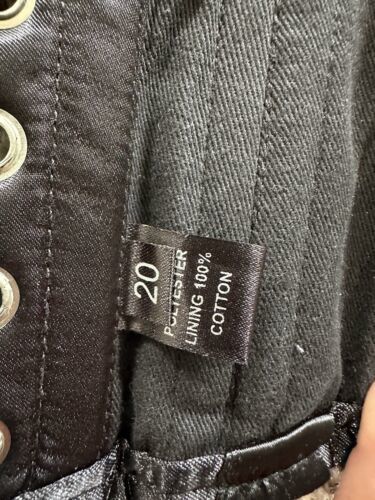 20
POLYESTER
LINING 100%
COTTON